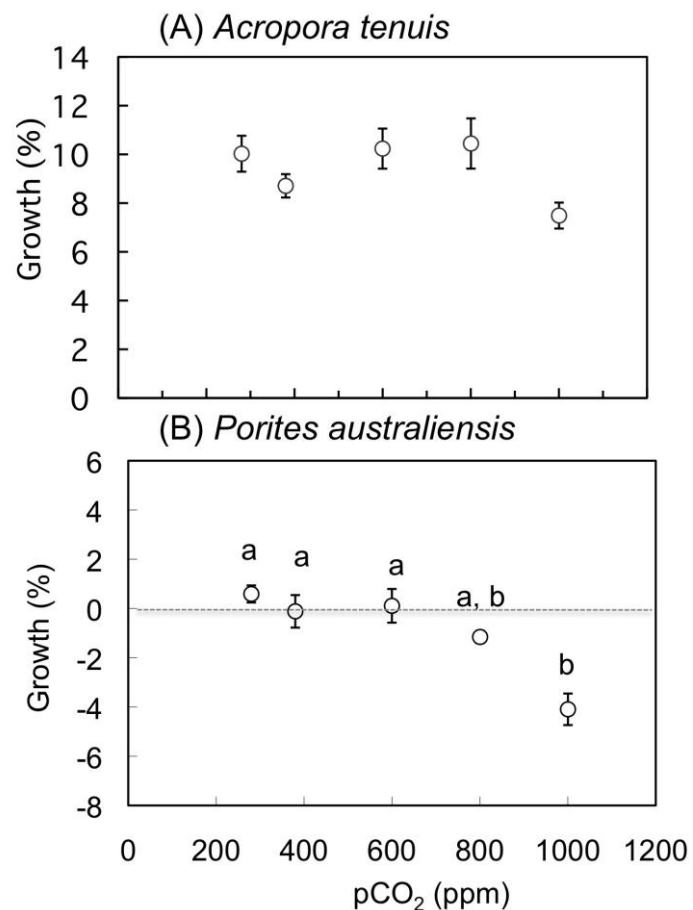 (A) Acropora tenuis
14
12
10
8
6
4
2
0
Growth (%)
(B) Porites australiensis
6
4
2
0
-2
-4
-6
-8
Growth (%)
a
a
a
a, b
b
0 200 400 600 800 1000 1200
pCO₂ (ppm)